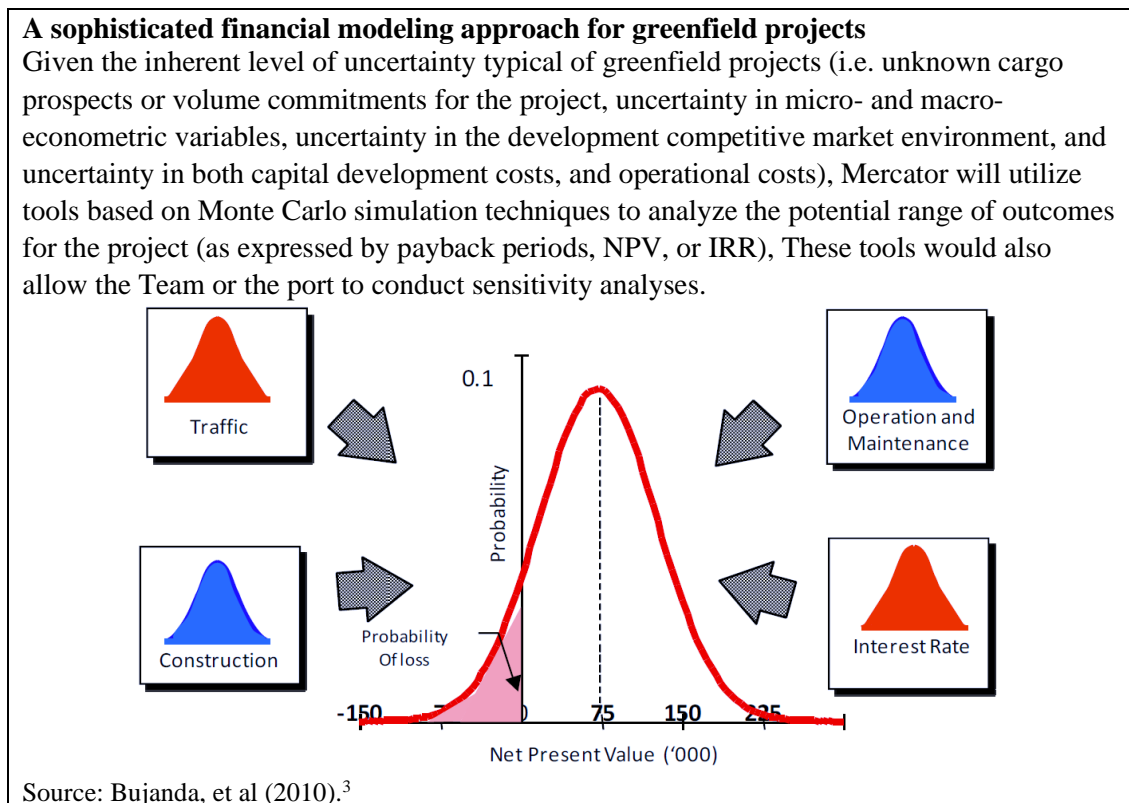 A sophisticated financial modeling approach for greenfield projects
Given the inherent level of uncertainty typical of greenfield projects (i.e. unknown cargo
prospects or volume commitments for the project, uncertainty in micro- and macro-
econometric variables, uncertainty in the development competitive market environment, and
uncertainty in both capital development costs, and operational costs), Mercator will utilize
tools based on Monte Carlo simulation techniques to analyze the potential range of outcomes
for the project (as expressed by payback periods, NPV, or IRR), These tools would also
allow the Team or the port to conduct sensitivity analyses.
0.1
Traffic
Operation and
Maintenance
Probability
Probability
Of loss
Construction
Interest Rate
-150 0 75 150 225
Net Present Value ('000)
Source: Bujanda, et al (2010).3